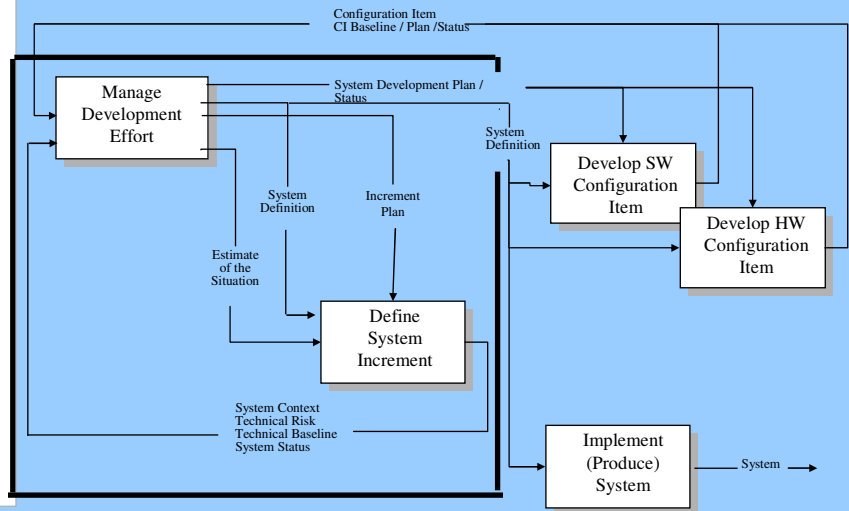 Configuration Item
CI Baseline / Plan /Status
Manage
Development
Effort
System Development Plan /
Status
System
Definition
Develop SW
Configuration
Item
Develop HW
Configuration
Item
System
Definition
Increment
Plan
Estimate
of the
Situation
Define
System
Increment
System Context
Technical Risk
Technical Baseline
System Status
Implement
(Produce)
System
System